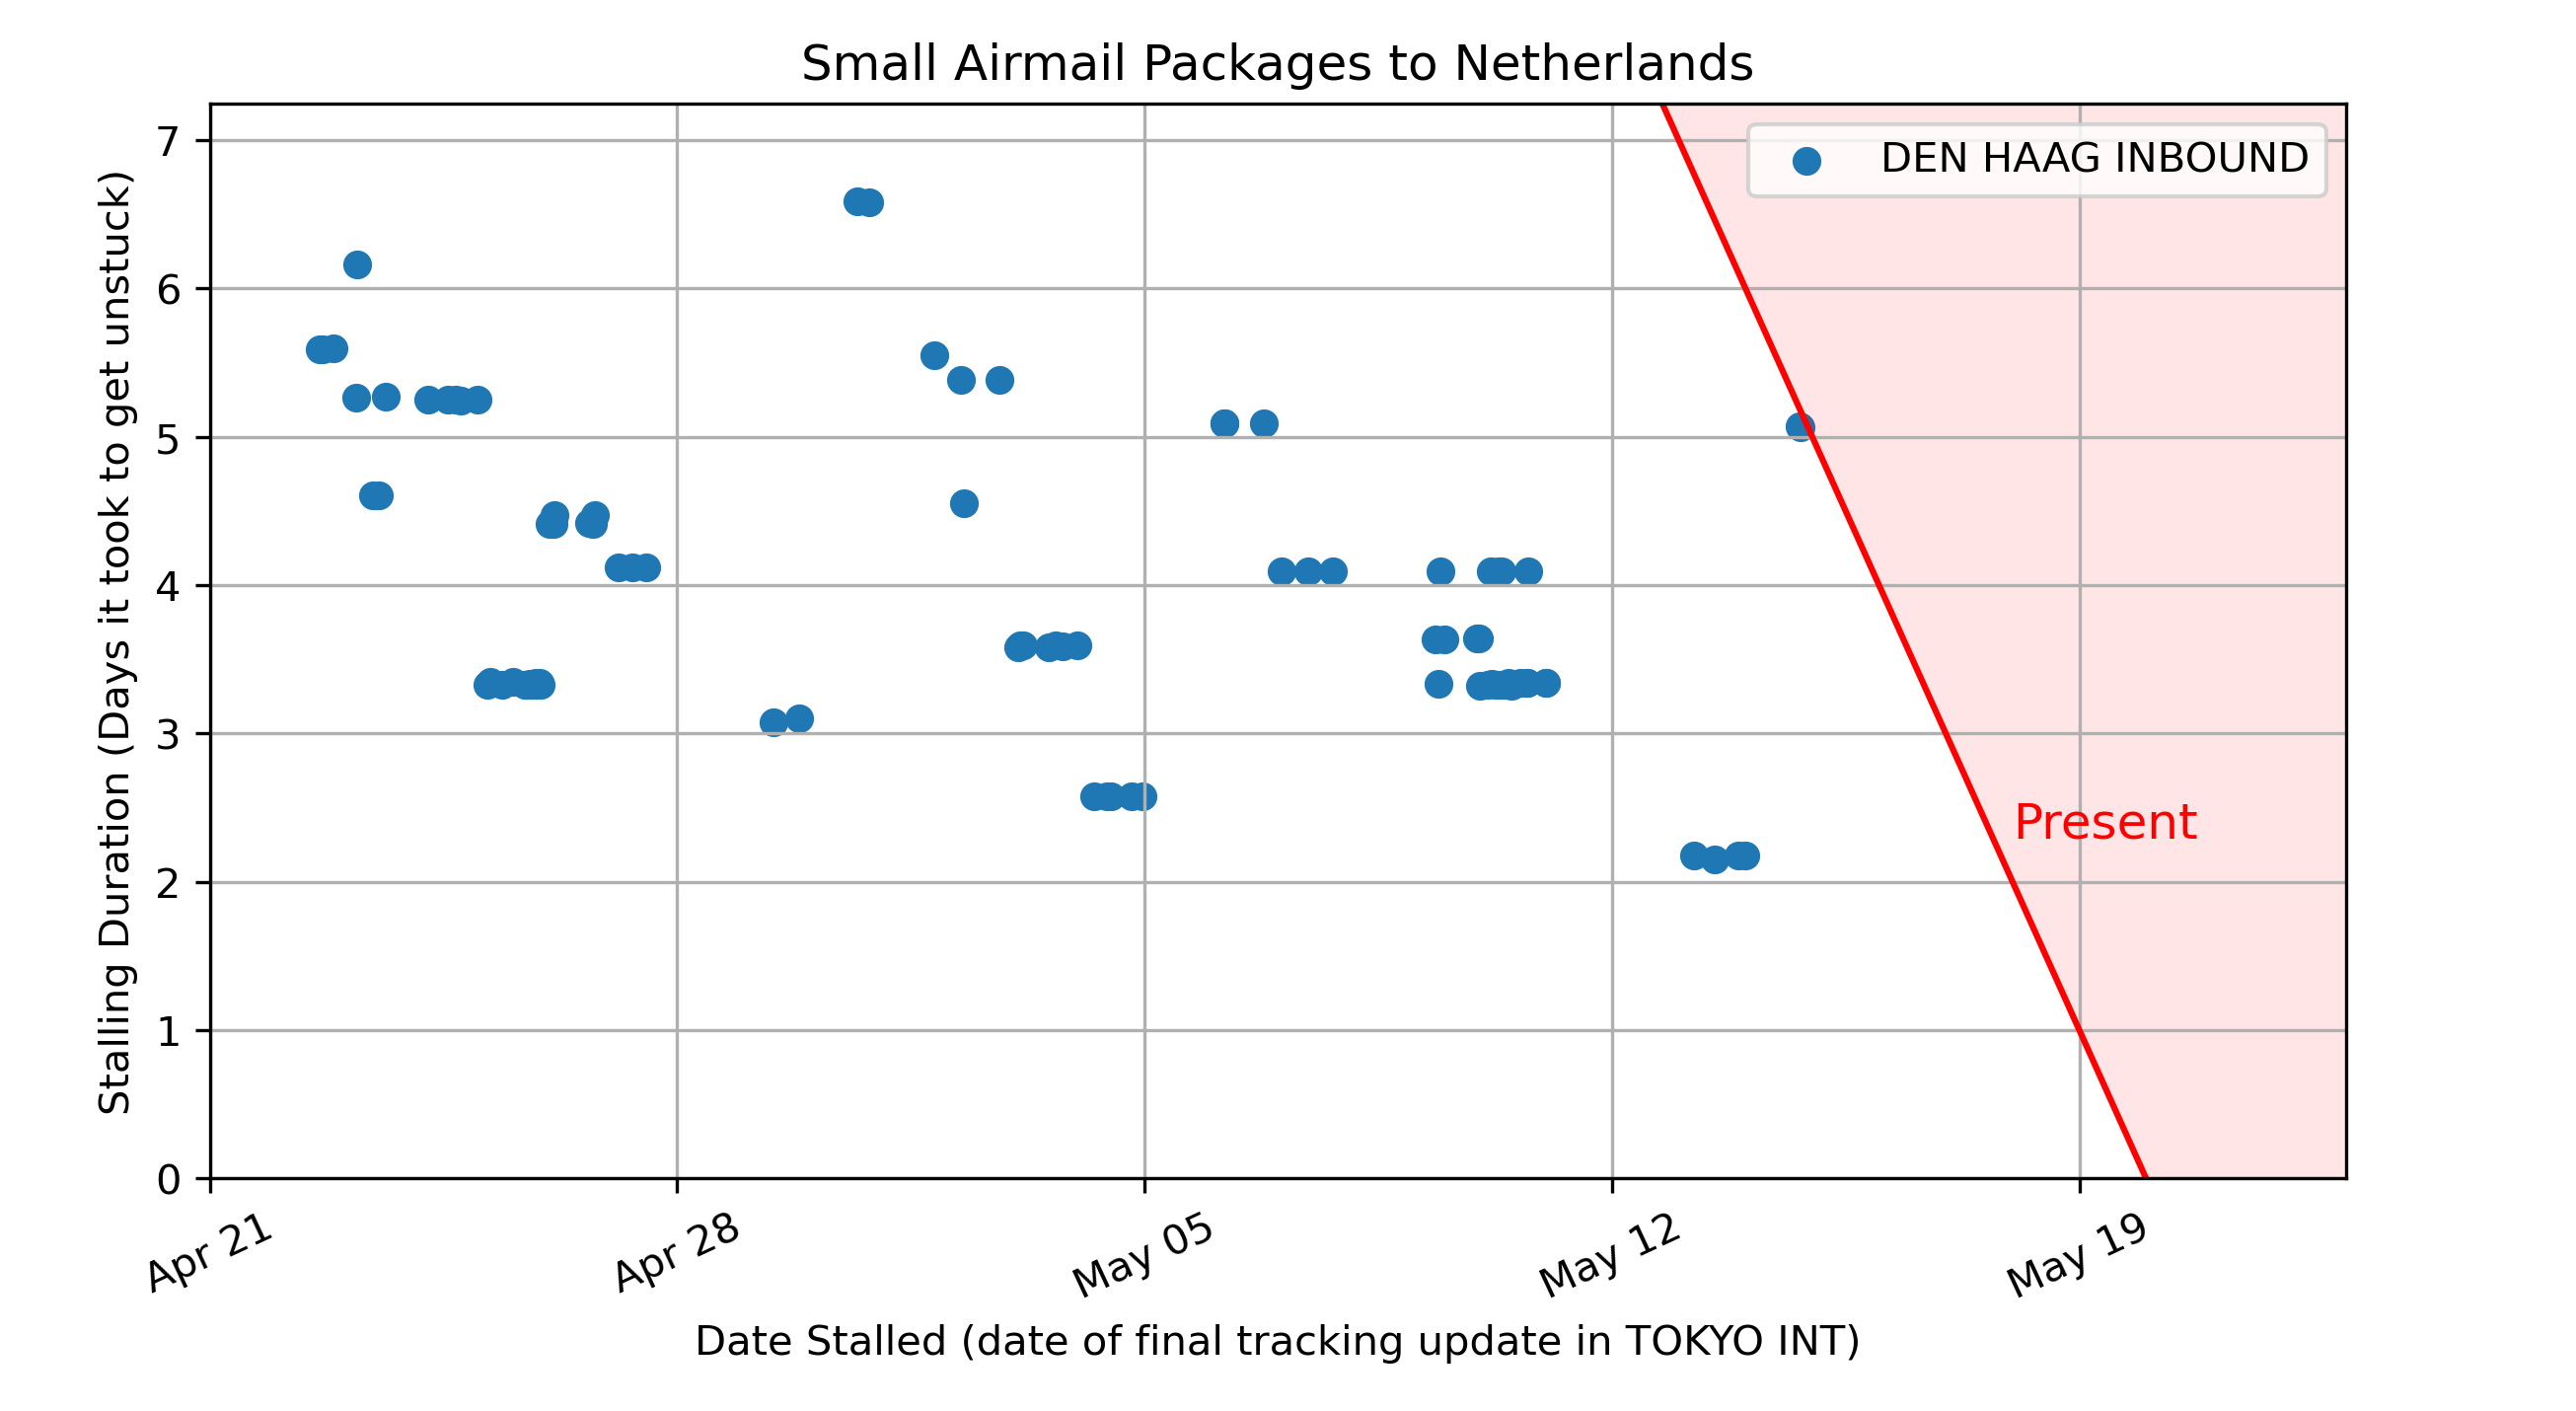 Small Airmail Packages to Netherlands
DEN HAAG INBOUND
Stalling Duration (Days it took to get unstuck)
7
6
5
4
3
2
1
0
Present
Apr 21
Apr 28
May 05
May 12
May 19
Date Stalled (date of final tracking update in TOKYO INT)